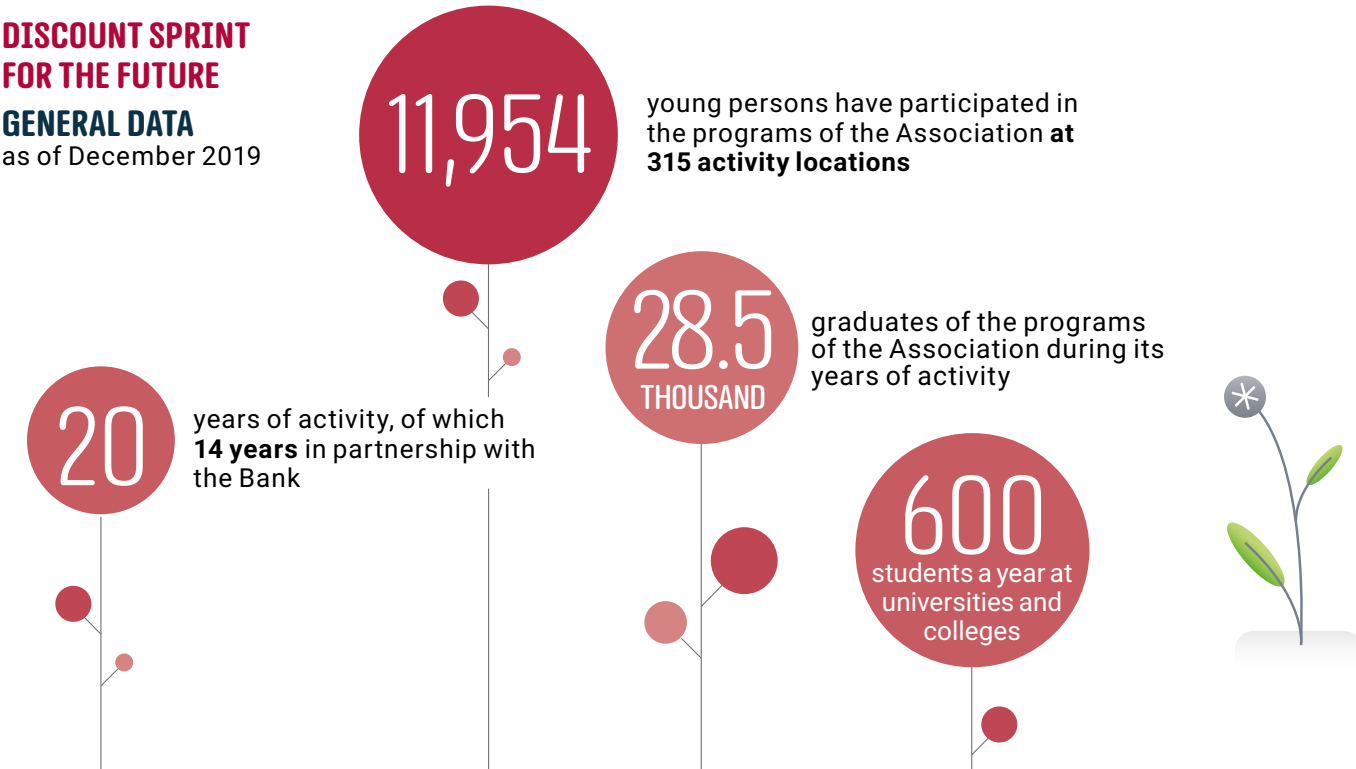 DISCOUNT SPRINT
FOR THE FUTURE
GENERAL DATA
as of December 2019
11,954
young persons have participated in
the programs of the Association at
315 activity locations
28.5
THOUSAND
graduates of the programs
of the Association during its
years of activity
20
years of activity, of which
14 years in partnership with
the Bank
600
students a year at
universities and
colleges